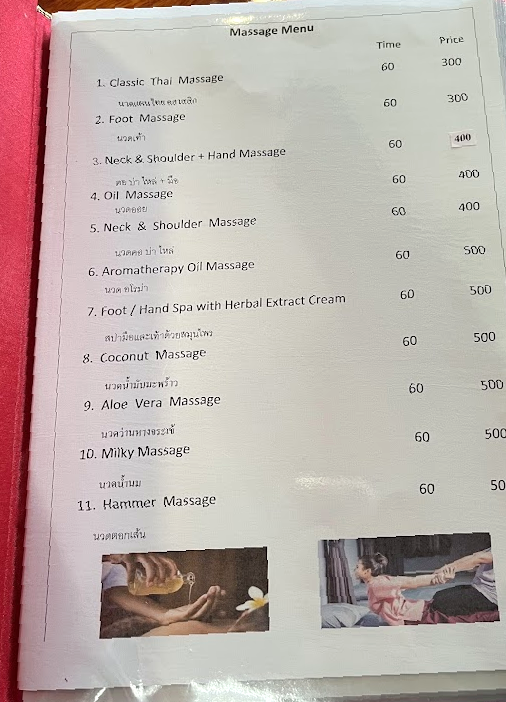 Massage Menu
Time Price
1. Classic Thai Massage 60 300
นวดแผนไทย คลาสสิก
2. Foot Massage 60 300
นวดเท้า
3. Neck & Shoulder + Hand Massage 60 400
คอ บ่า ไหล่ + มือ
4. Oil Massage 60 400
นวดออย
5. Neck & Shoulder Massage 60 400
นวดคอ บ่า ไหล่
6. Aromatherapy Oil Massage 60 500
นวด อโรม่า
7. Foot / Hand Spa with Herbal Extract Cream 60 500
สปามือและเท้าด้วยสมุนไพร
8. Coconut Massage 60 500
นวดน้ำมันมะพร้าว
9. Aloe Vera Massage 60 500
นวดว่านหางจระเข้
10. Milky Massage 60 500
นวดน้ำนม
11. Hammer Massage 60 50
นวดตอกเส้น